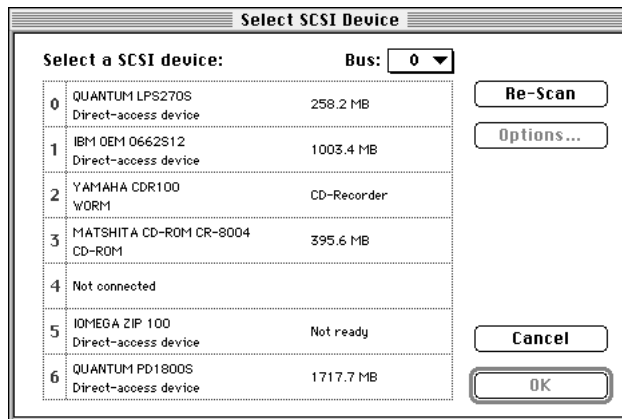 Select SCSI Device
Select a SCSI device:
Bus: 0
0 QUANTUM LPS270S
Direct-access device
258.2 MB
Re-Scan
1 IBM OEM 0662S12
Direct-access device
1003.4 MB
Options...
2 YAMAHA CDR100
WORM
CD-Recorder
3 MATSHITA CD-ROM CR-8004
CD-ROM
395.6 MB
4 Not connected
5 IOMEGA ZIP 100
Direct-access device
Not ready
Cancel
6 QUANTUM PD1800S
Direct-access device
1717.7 MB
OK